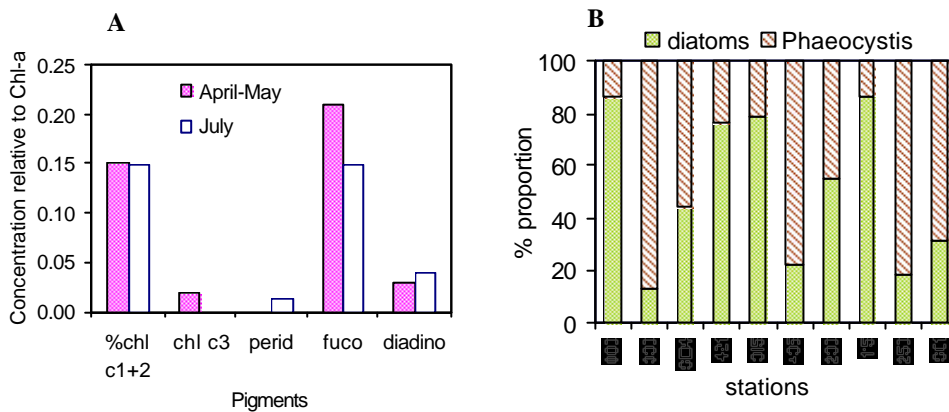 A
Concentration relative to Chl-a
0.25
0.20
0.15
0.10
0.05
0.00
April-May
July
%chl c1+2
chl c3
perid
fuco
diadino
Pigments
B
diatoms
Phaeocystis
% proportion
100
80
60
40
20
0
stations